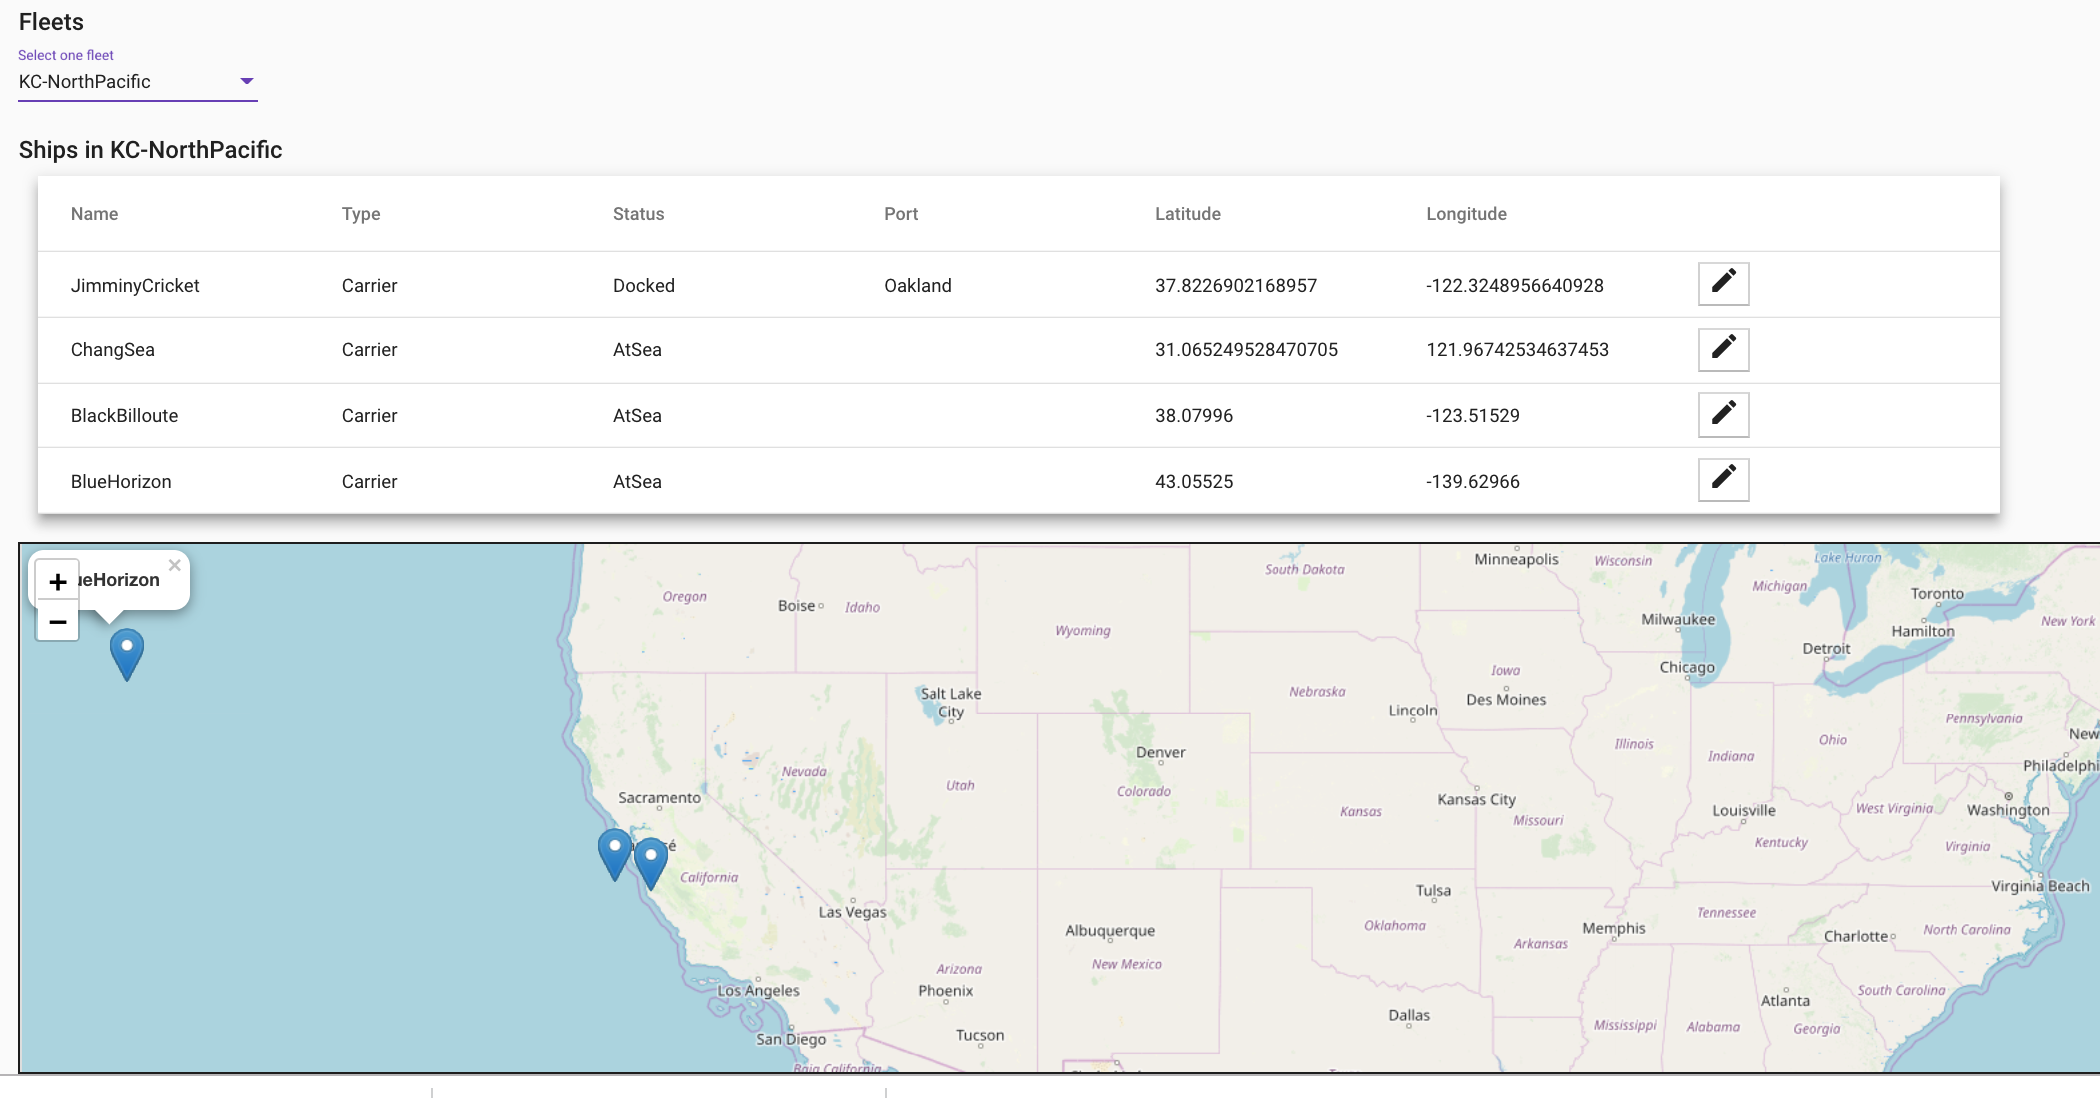 Fleets
Select one fleet
KC-NorthPacific
Ships in KC-NorthPacific
Name Type Status Port Latitude Longitude
JimminyCricket Carrier Docked Oakland 37.8226902168957 -122.3248956640928
ChangSea Carrier AtSea 31.065249528470705 121.96742534637453
BlackBilloute Carrier AtSea 38.07996 -123.51529
BlueHorizon Carrier AtSea 43.05525 -139.62966
+
ueHorizon ×
−
Minneapolis
Wisconsin
Lake Huron
South Dakota
Michigan
Toronto
Oregon
Boise
Idaho
Milwaukee
New York
Hamilton
Wyoming
Detroit
Chicago
Iowa
Salt Lake
City
Nebraska
Des Moines
Lincoln
Pennsylvania
New
Denver
Illinois
Indiana
Ohio
Philadelphi
Nevada
Utah
Colorado
Sacramento
Kansas
Kansas City
Missouri
Louisville
West Virginia
Washington
Kentucky
Virginia
California
Virginia Beach
Tulsa
Las Vegas
Tennessee
Albuquerque
Oklahoma
Memphis
Charlotte
North Carolina
Arkansas
Arizona
New Mexico
Los Angeles
Phoenix
South Carolina
Atlanta
Dallas
Mississippi
Alabama
Georgia
San Diego
Tucson
Baja California